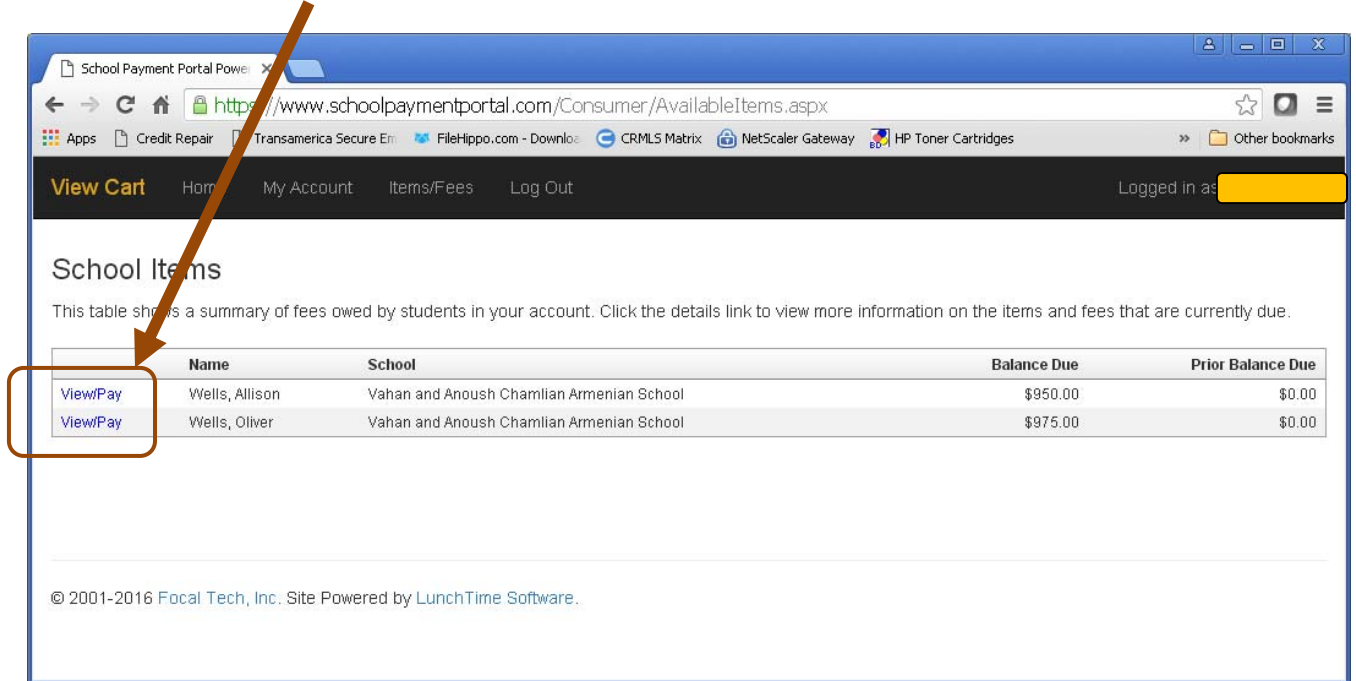 School Payment Portal Powe
https://www.schoolpaymentportal.com/Consumer/AvailableItems.aspx
Apps Credit Repair Transamerica Secure Em FileHippo.com - Downloa CRMLS Matrix NetScaler Gateway HP Toner Cartridges » Other bookmarks
View Cart Home My Account Items/Fees Log Out Logged in as
School Items
This table shows a summary of fees owed by students in your account. Click the details link to view more information on the items and fees that are currently due.
Name School Balance Due Prior Balance Due
View/Pay Wells, Allison Vahan and Anoush Chamlian Armenian School $950.00 $0.00
View/Pay Wells, Oliver Vahan and Anoush Chamlian Armenian School $975.00 $0.00
© 2001-2016 Focal Tech, Inc. Site Powered by LunchTime Software.